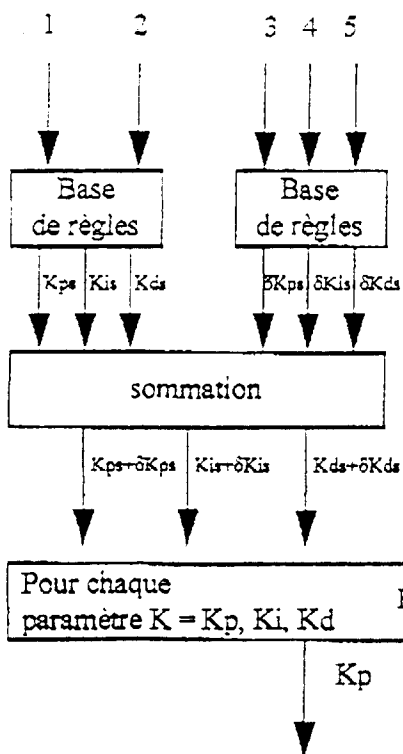 1 2 3 4 5
Base
de règles
Base
de règles
Kps Kis Kds δKps δKis δKds
sommation
Kps+δKps Kis+δKis Kds+δKds
Pour chaque
paramètre K = Kp, Ki, Kd
Kp